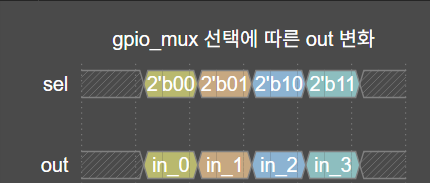 gpio_mux 선택에 따른 out 변화
sel 2'b00 2'b01 2'b10 2'b11
out in_0 in_1 in_2 in_3